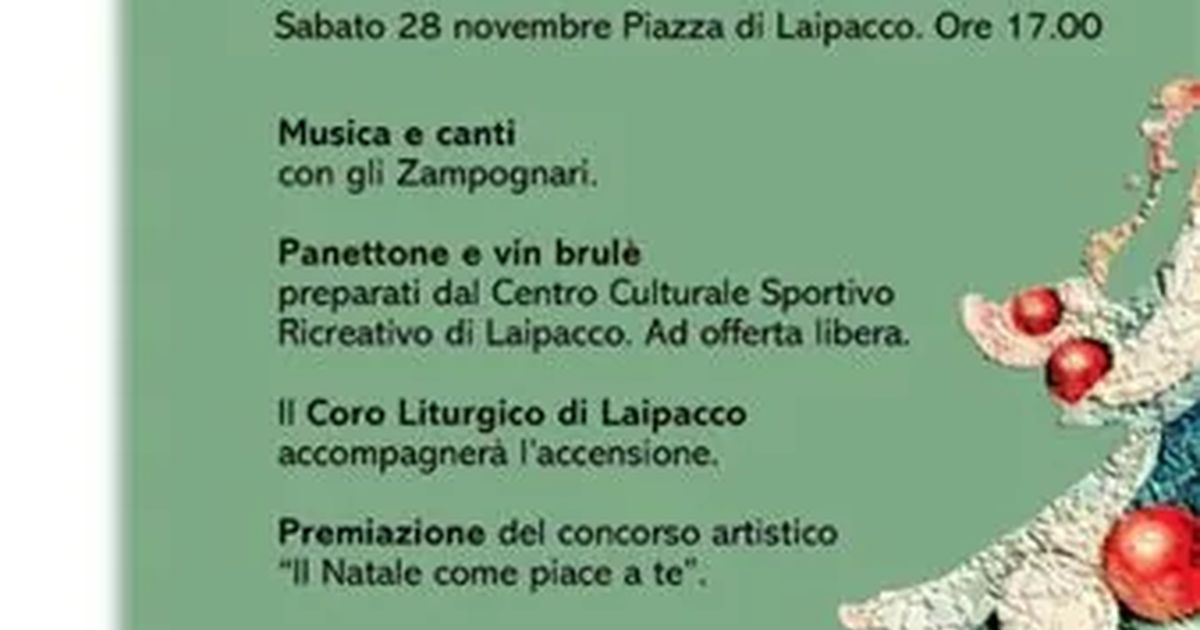 Sabato 28 novembre Piazza di Laipacco. Ore 17.00
Musica e canti
con gli Zampognari.
Panettone e vin brulè
preparati dal Centro Culturale Sportivo
Ricreativo di Laipacco. Ad offerta libera.
Il Coro Liturgico di Laipacco
accompagnerà l'accensione.
Premiazione del concorso artistico
“Il Natale come piace a te”.